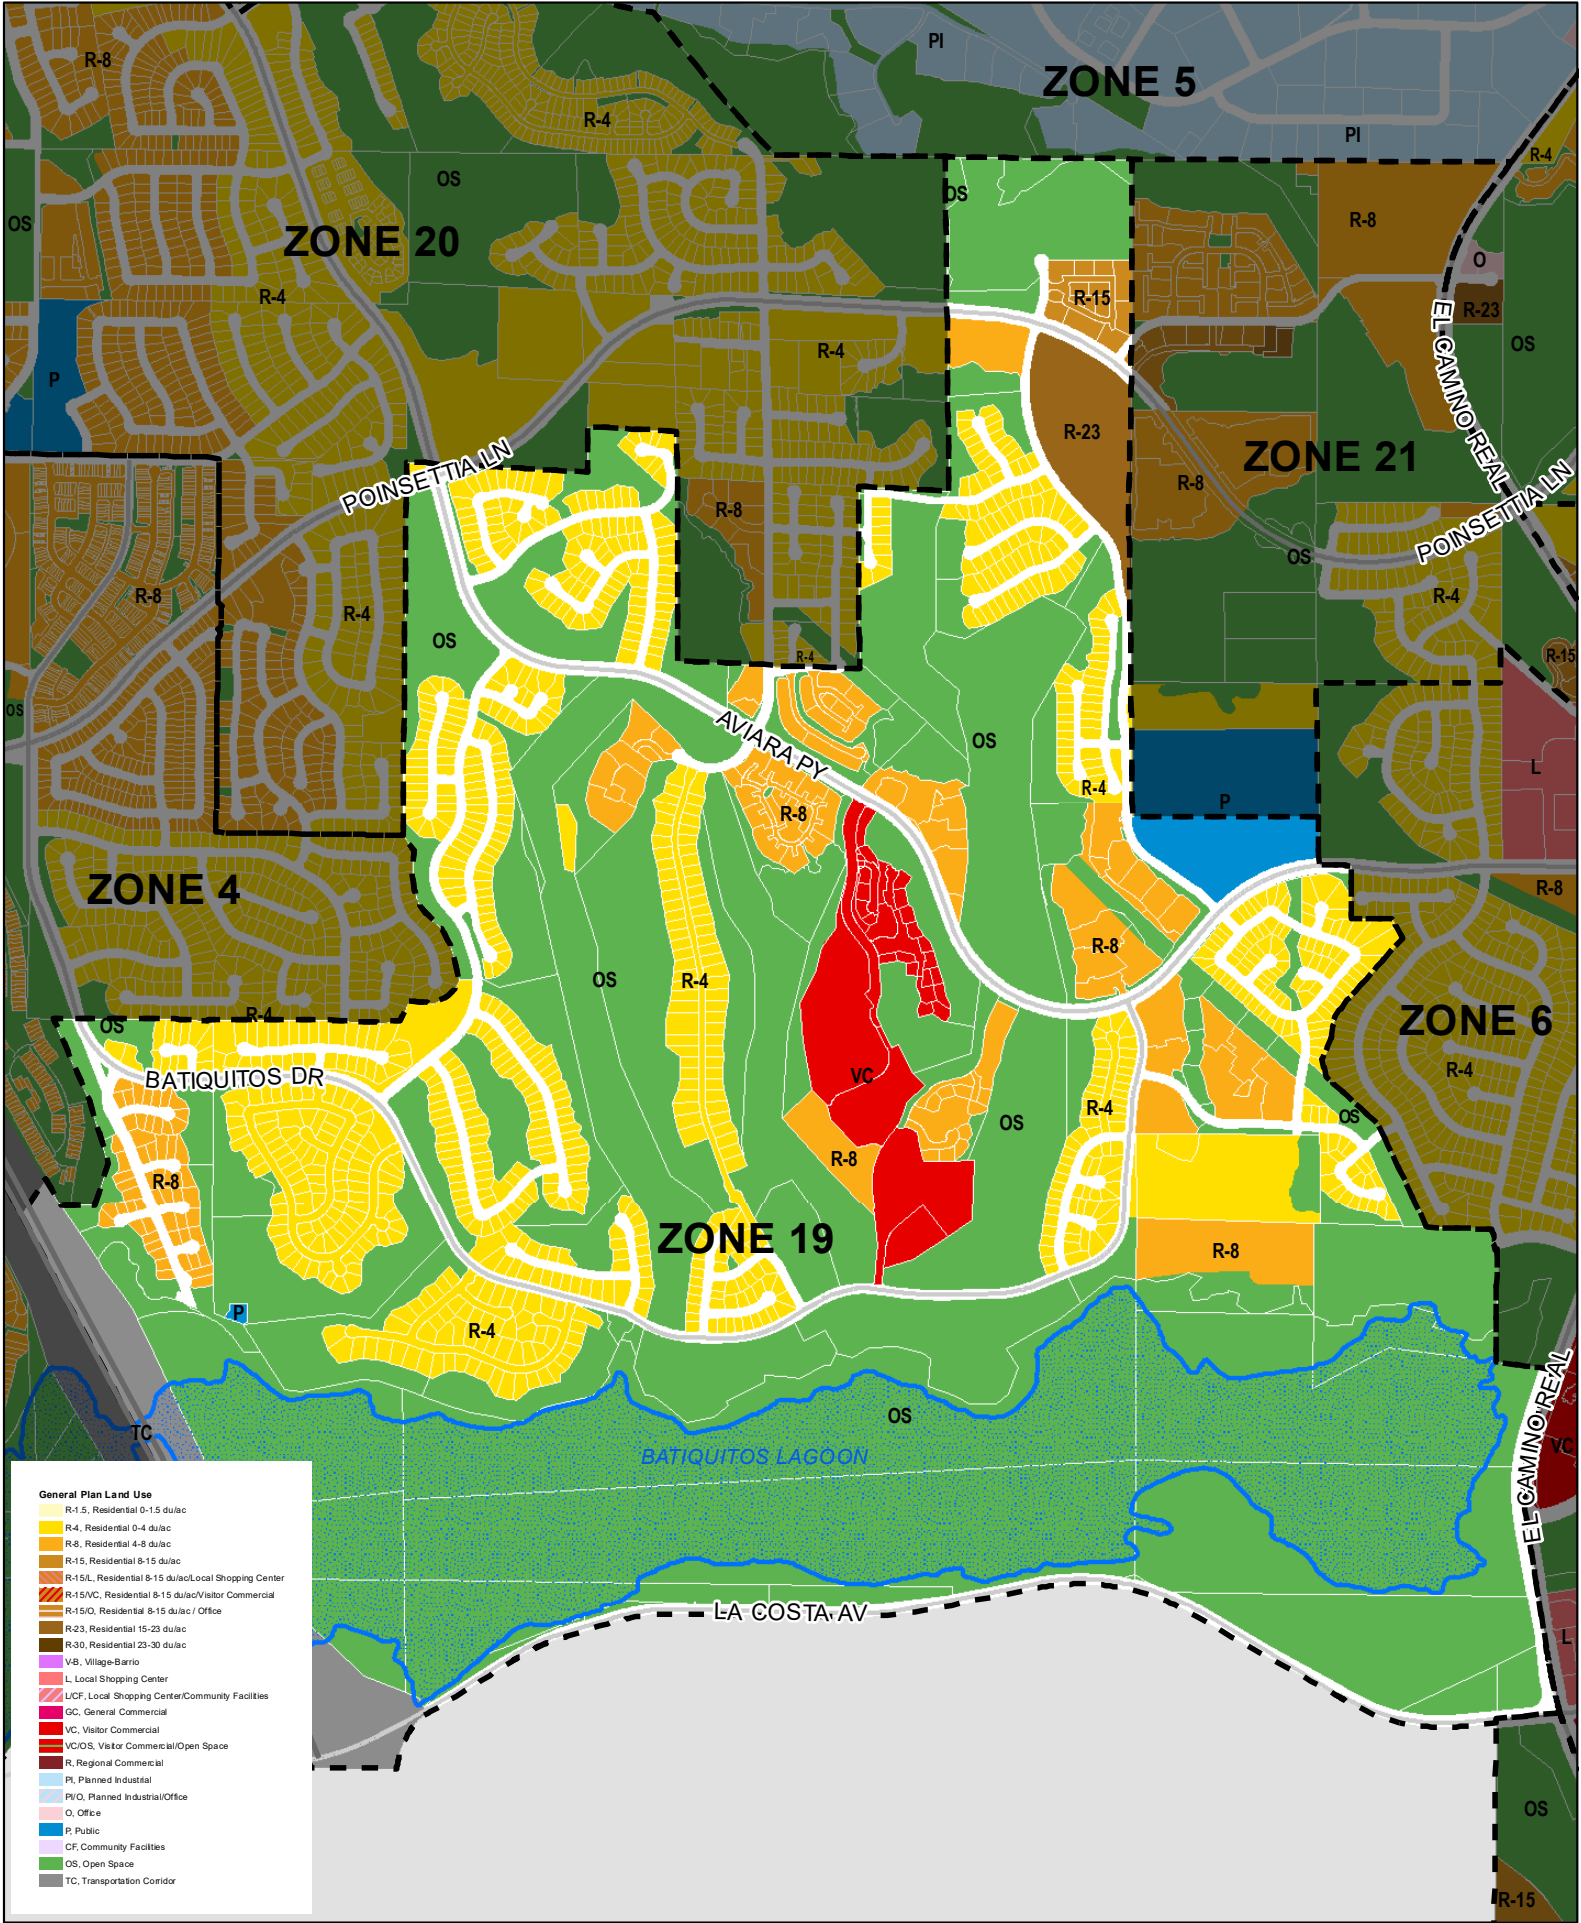 PI
R-8
ZONE 5
R-4
PI
R-4
OS
OS
OS
R-8
ZONE 20
O
R-4
R-15
R-23
EL CAMINO REAL
OS
R-4
P
R-23
POINSETTIA LN
ZONE 21
R-8
R-8
POINSETTIA LN
OS
R-8
R-4
R-4
OS
R-4
R-15
OS
AVIARA PY
OS
L
R-4
P
R-8
ZONE 4
R-8
R-8
OS
R-4
R-4
OS
ZONE 6
R-4
BATIQUITOS DR
VC
R-4
OS
OS
R-8
R-8
ZONE 19
R-8
P
R-4
EL CAMINO REAL
OS
TC
VC
BATIQUITOS LAGOON
LA COSTA AV
L
OS
R-15
General Plan Land Use
R-1.5, Residential 0-1.5 du/ac
R-4, Residential 0-4 du/ac
R-8, Residential 4-8 du/ac
R-15, Residential 8-15 du/ac
R-15/L, Residential 8-15 du/ac/Local Shopping Center
R-15/VC, Residential 8-15 du/ac/Visitor Commercial
R-15/O, Residential 8-15 du/ac / Office
R-23, Residential 15-23 du/ac
R-30, Residential 23-30 du/ac
V-B, Village-Barrio
L, Local Shopping Center
L/CF, Local Shopping Center/Community Facilities
GC, General Commercial
VC, Visitor Commercial
VC/OS, Visitor Commercial/Open Space
R, Regional Commercial
PI, Planned Industrial
PI/O, Planned Industrial/Office
O, Office
P, Public
CF, Community Facilities
OS, Open Space
TC, Transportation Corridor